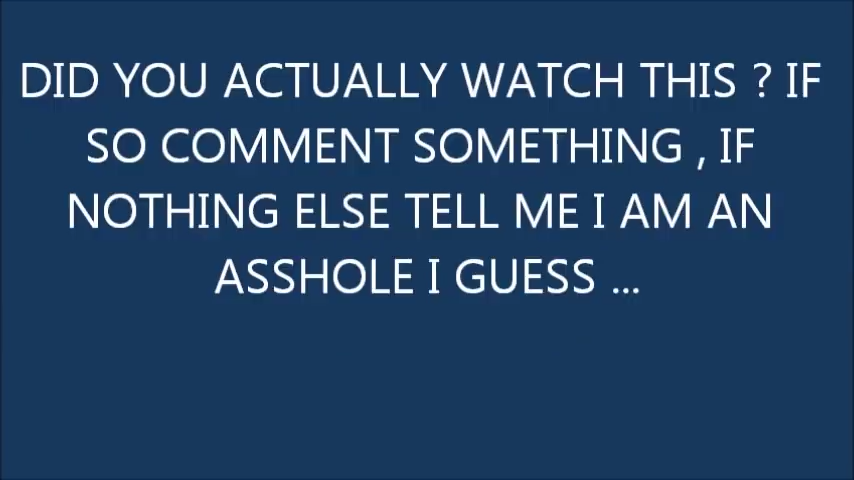 DID YOU ACTUALLY WATCH THIS ? IF
SO COMMENT SOMETHING , IF
NOTHING ELSE TELL ME I AM AN
ASSHOLE I GUESS ...